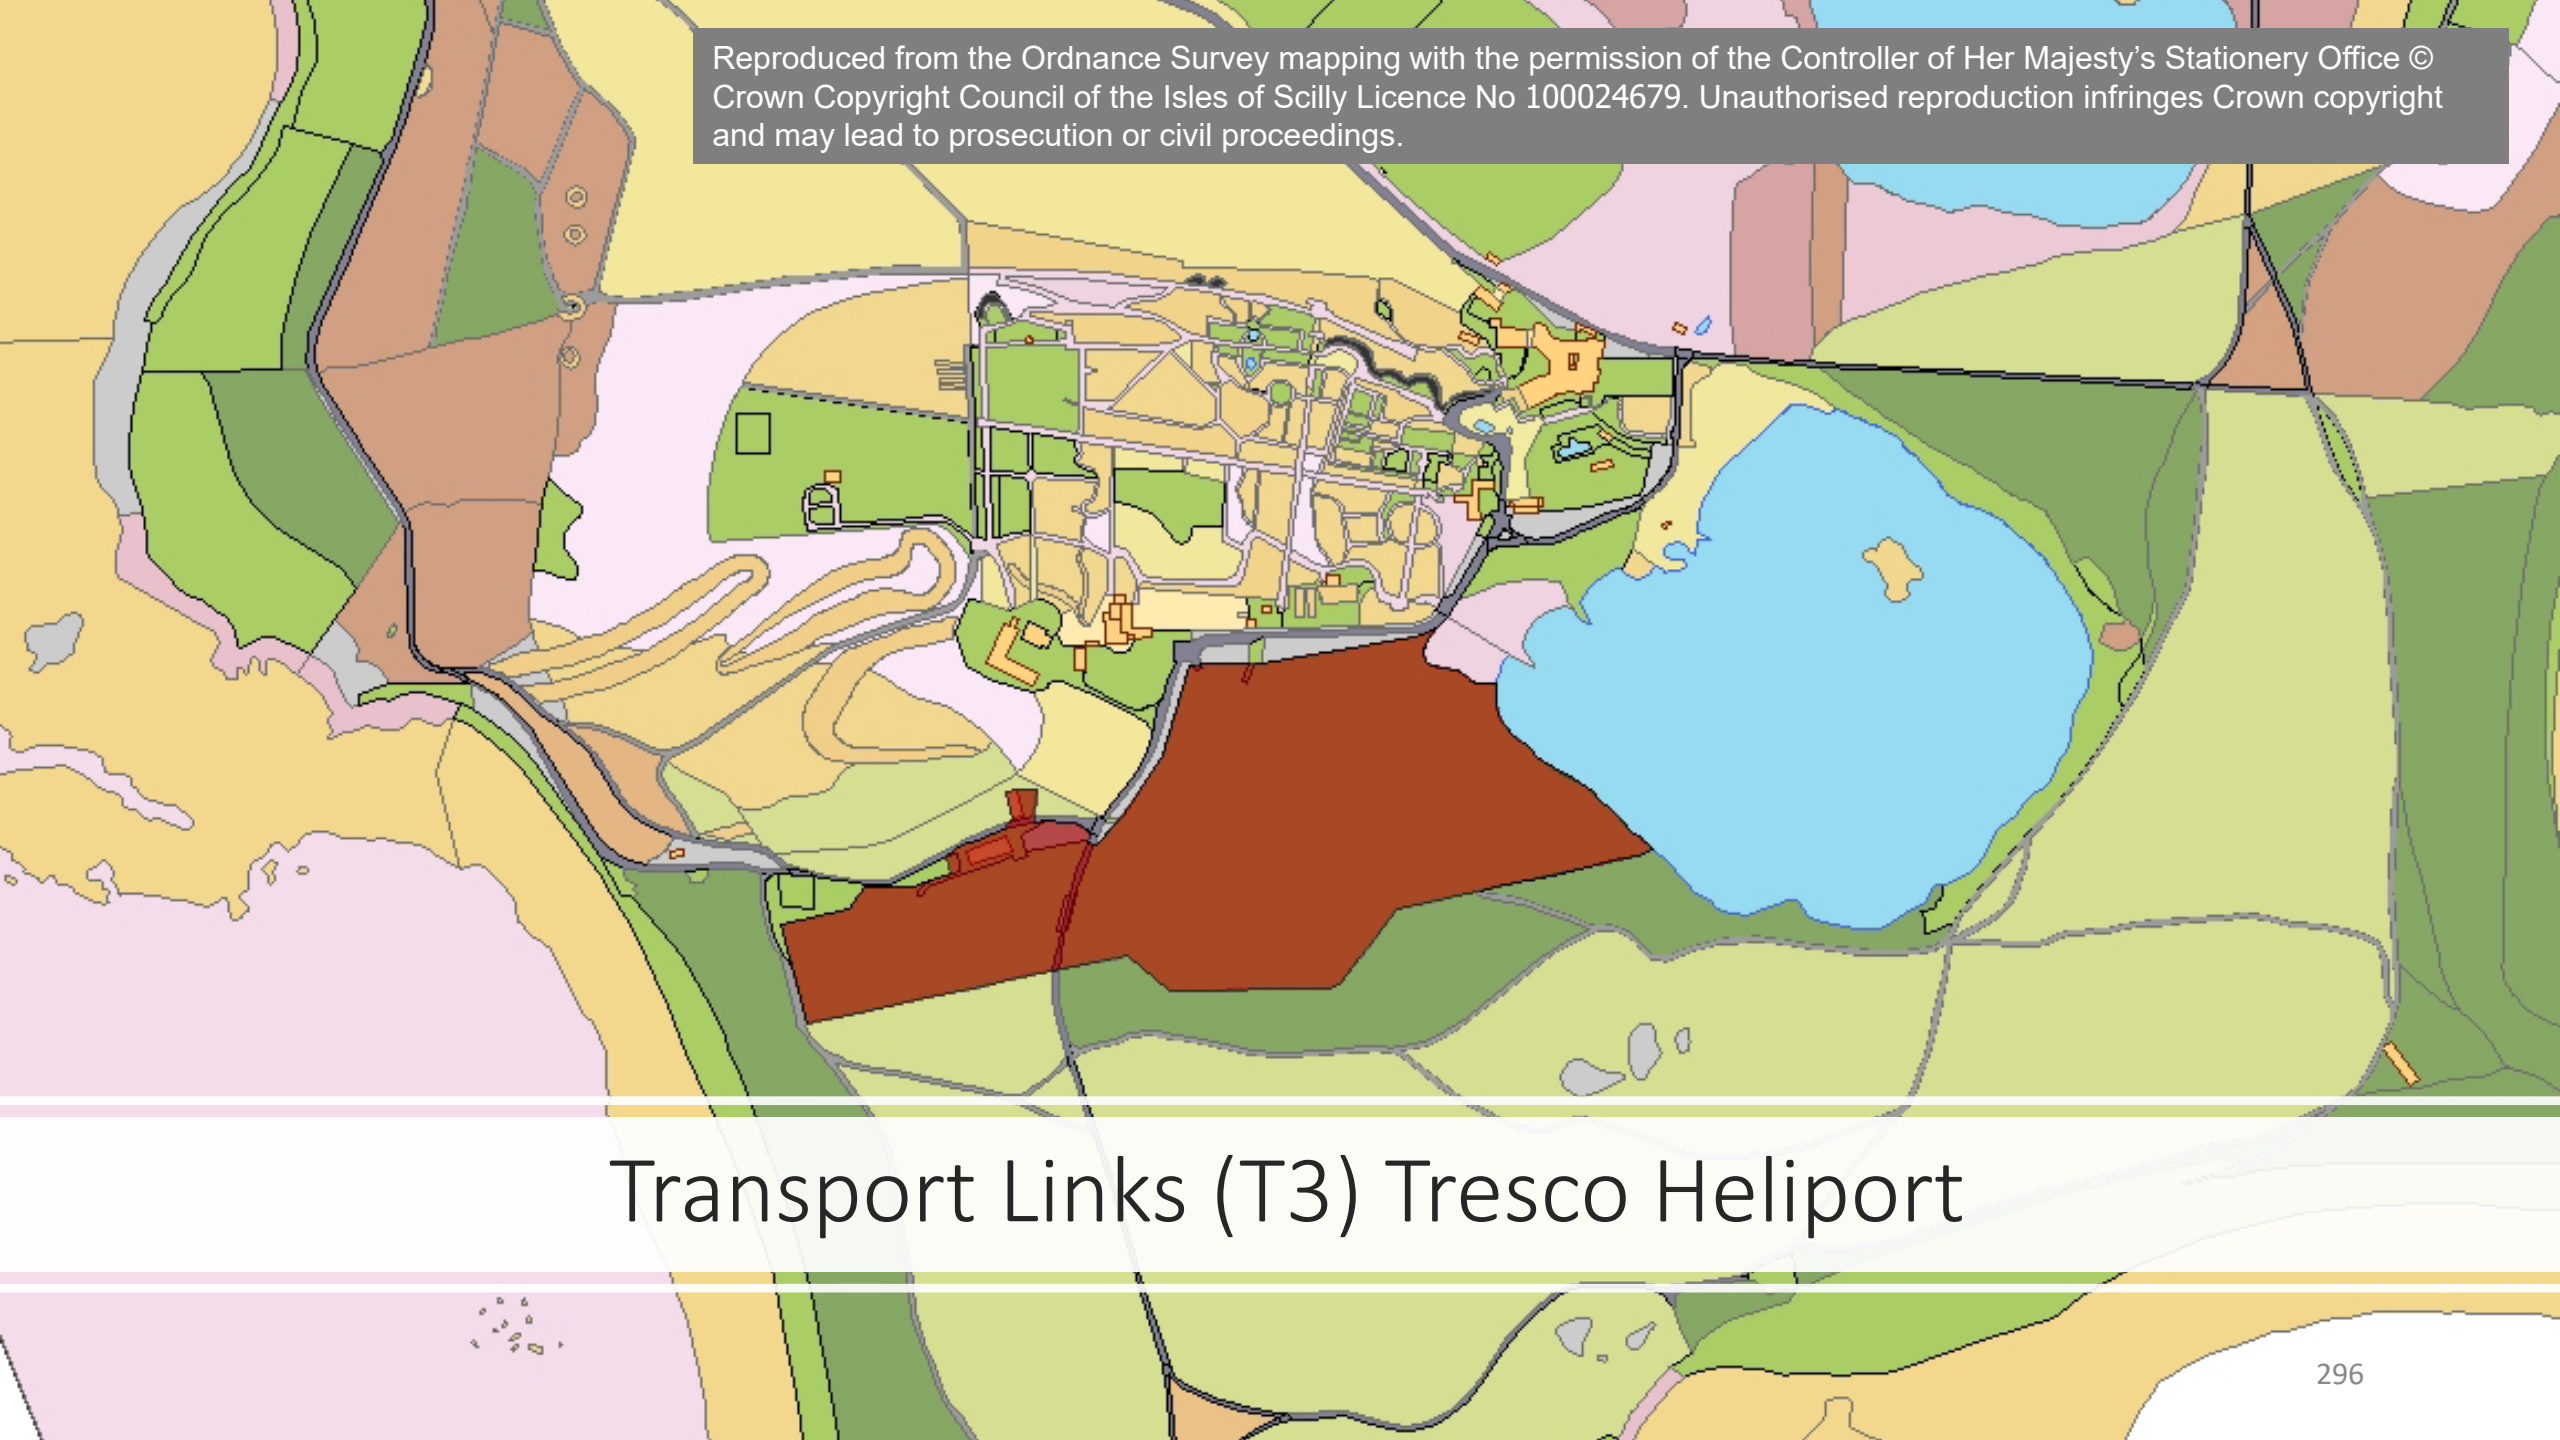 Reproduced from the Ordnance Survey mapping with the permission of the Controller of Her Majesty’s Stationery Office ©
Crown Copyright Council of the Isles of Scilly Licence No 100024679. Unauthorised reproduction infringes Crown copyright
and may lead to prosecution or civil proceedings.
Transport Links (T3) Tresco Heliport
296